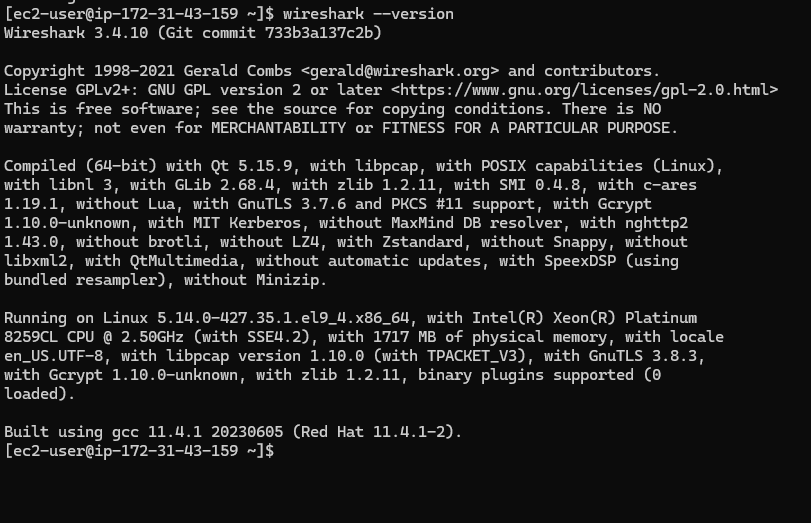 [ec2-user@ip-172-31-43-159 ~]$ wireshark --version
Wireshark 3.4.10 (Git commit 733b3a137c2b)
Copyright 1998-2021 Gerald Combs <gerald@wireshark.org> and contributors.
License GPLv2+: GNU GPL version 2 or later <https://www.gnu.org/licenses/gpl-2.0.html>
This is free software; see the source for copying conditions. There is NO
warranty; not even for MERCHANTABILITY or FITNESS FOR A PARTICULAR PURPOSE.
Compiled (64-bit) with Qt 5.15.9, with libpcap, with POSIX capabilities (Linux),
with libnl 3, with GLib 2.68.4, with zlib 1.2.11, with SMI 0.4.8, with c-ares
1.19.1, without Lua, with GnuTLS 3.7.6 and PKCS #11 support, with Gcrypt
1.10.0-unknown, with MIT Kerberos, without MaxMind DB resolver, with nghttp2
1.43.0, without brotli, without LZ4, with Zstandard, without Snappy, without
libxml2, with QtMultimedia, without automatic updates, with SpeexDSP (using
bundled resampler), without Minizip.
Running on Linux 5.14.0-427.35.1.el9_4.x86_64, with Intel(R) Xeon(R) Platinum
8259CL CPU @ 2.50GHz (with SSE4.2), with 1717 MB of physical memory, with locale
en_US.UTF-8, with libpcap version 1.10.0 (with TPACKET_V3), with GnuTLS 3.8.3,
with Gcrypt 1.10.0-unknown, with zlib 1.2.11, binary plugins supported (0
loaded).
Built using gcc 11.4.1 20230605 (Red Hat 11.4.1-2).
[ec2-user@ip-172-31-43-159 ~]$